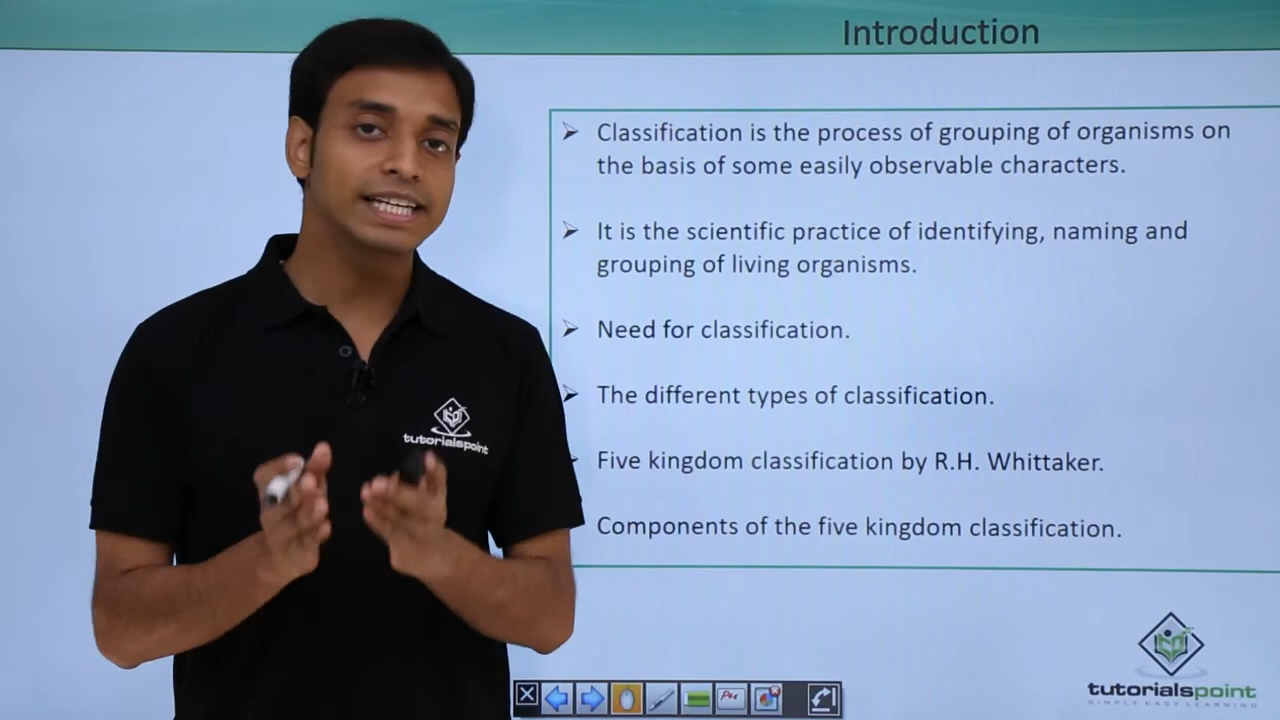 Introduction
Classification is the process of grouping of organisms on
the basis of some easily observable characters.
It is the scientific practice of identifying, naming and
grouping of living organisms.
Need for classification.
The different types of classification.
Five kingdom classification by R.H. Whittaker.
Components of the five kingdom classification.
tutorialspoint
tutorialspoint
SIMPLY EASY LEARNING
Pen